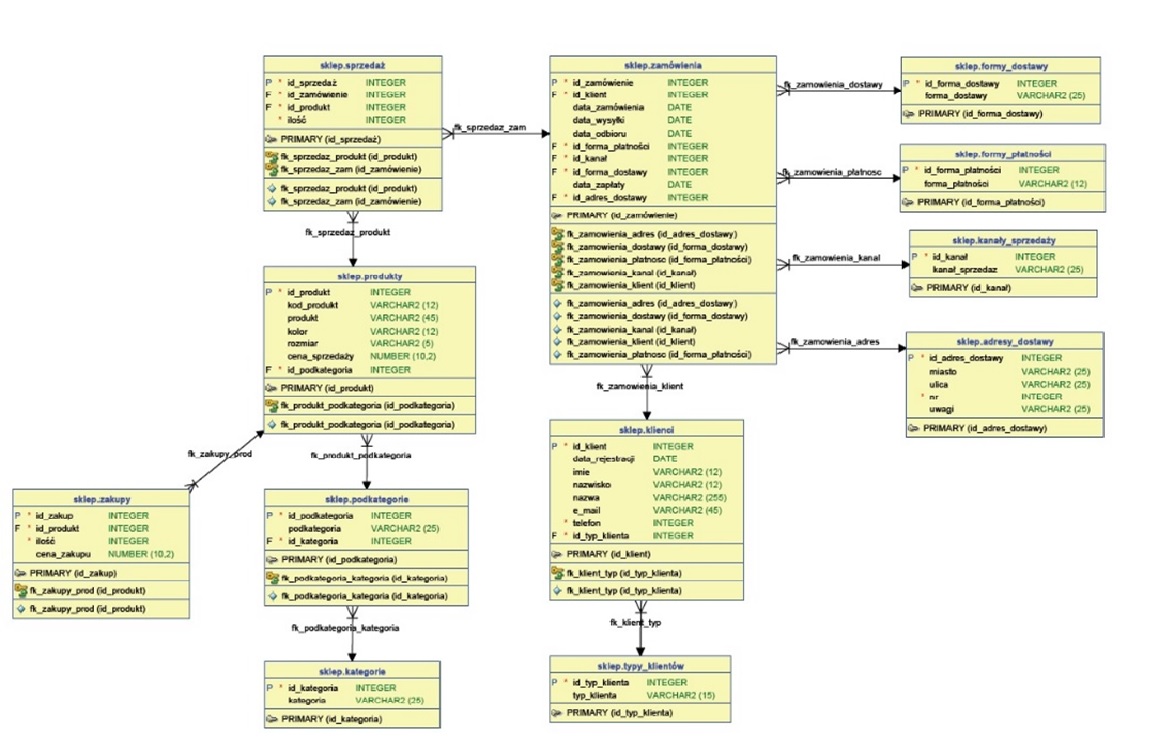 sklep.sprzedaż
P * id_sprzedaż INTEGER
F * id_zamówienie INTEGER
F * id_produkt INTEGER
* ilość INTEGER
PRIMARY (id_sprzedaż)
fk_sprzedaz_produkt (id_produkt)
fk_sprzedaz_zam (id_zamówienie)
fk_sprzedaz_produkt (id_produkt)
fk_sprzedaz_zam (id_zamówienie)
fk_sprzedaz_zam
fk_sprzedaz_produkt
sklep.zamówienia
P * id_zamówienie INTEGER
F * id_klient INTEGER
data_zamówienia DATE
data_wysyłki DATE
data_odbioru DATE
F * id_forma_płatności INTEGER
F * id_kanał INTEGER
F * id_forma_dostawy INTEGER
data_zapłaty DATE
F * id_adres_dostawy INTEGER
PRIMARY (id_zamówienie)
fk_zamowienia_adres (id_adres_dostawy)
fk_zamowienia_dostawy (id_forma_dostawy)
fk_zamowienia_platnosc (id_forma_płatności)
fk_zamowienia_kanal (id_kanał)
fk_zamowienia_klient (id_klient)
fk_zamowienia_adres (id_adres_dostawy)
fk_zamowienia_dostawy (id_forma_dostawy)
fk_zamowienia_kanal (id_kanał)
fk_zamowienia_klient (id_klient)
fk_zamowienia_platnosc (id_forma_płatności)
fk_zamowienia_dostawy
fk_zamowienia_platnosc
fk_zamowienia_kanal
fk_zamowienia_adres
fk_zamowienia_klient
sklep.formy_dostawy
P * id_forma_dostawy INTEGER
forma_dostawy VARCHAR2 (25)
PRIMARY (id_forma_dostawy)
sklep.formy_płatności
P * id_forma_płatności INTEGER
forma_płatności VARCHAR2 (12)
PRIMARY (id_forma_płatności)
sklep.kanały_sprzedaży
P * id_kanał INTEGER
kanał_sprzedaz VARCHAR2 (25)
PRIMARY (id_kanał)
sklep.adresy_dostawy
P * id_adres_dostawy INTEGER
miasto VARCHAR2 (25)
ulica VARCHAR2 (25)
* nr INTEGER
uwagi VARCHAR2 (25)
PRIMARY (id_adres_dostawy)
sklep.produkty
P * id_produkt INTEGER
kod_produkt VARCHAR2 (12)
produkt VARCHAR2 (45)
kolor VARCHAR2 (12)
rozmiar VARCHAR2 (5)
cena_sprzedaży NUMBER (10,2)
F * id_podkategoria INTEGER
PRIMARY (id_produkt)
fk_produkt_podkategoria (id_podkategoria)
fk_produkt_podkategoria (id_podkategoria)
fk_zakupy_prod
fk_produkt_podkategoria
sklep.klienci
P * id_klient INTEGER
data_rejestracji DATE
imie VARCHAR2 (12)
nazwisko VARCHAR2 (12)
nazwa VARCHAR2 (255)
e_mail VARCHAR2 (45)
* telefon INTEGER
F * id_typ_klienta INTEGER
PRIMARY (id_klient)
fk_klient_typ (id_typ_klienta)
fk_klient_typ (id_typ_klienta)
fk_klient_typ
sklep.zakupy
P * id_zakup INTEGER
F * id_produkt INTEGER
* ilość INTEGER
cena_zakupu NUMBER (10,2)
PRIMARY (id_zakup)
fk_zakupy_prod (id_produkt)
fk_zakupy_prod (id_produkt)
sklep.podkategorie
P * id_podkategoria INTEGER
podkategoria VARCHAR2 (25)
F * id_kategoria INTEGER
PRIMARY (id_podkategoria)
fk_podkategoria_kategoria (id_kategoria)
fk_podkategoria_kategoria (id_kategoria)
fk_podkategoria_kategoria
sklep.kategorie
P * id_kategoria INTEGER
kategoria VARCHAR2 (25)
PRIMARY (id_kategoria)
sklep.typy_klientów
P * id_typ_klienta INTEGER
typ_klienta VARCHAR2 (15)
PRIMARY (id_typ_klienta)